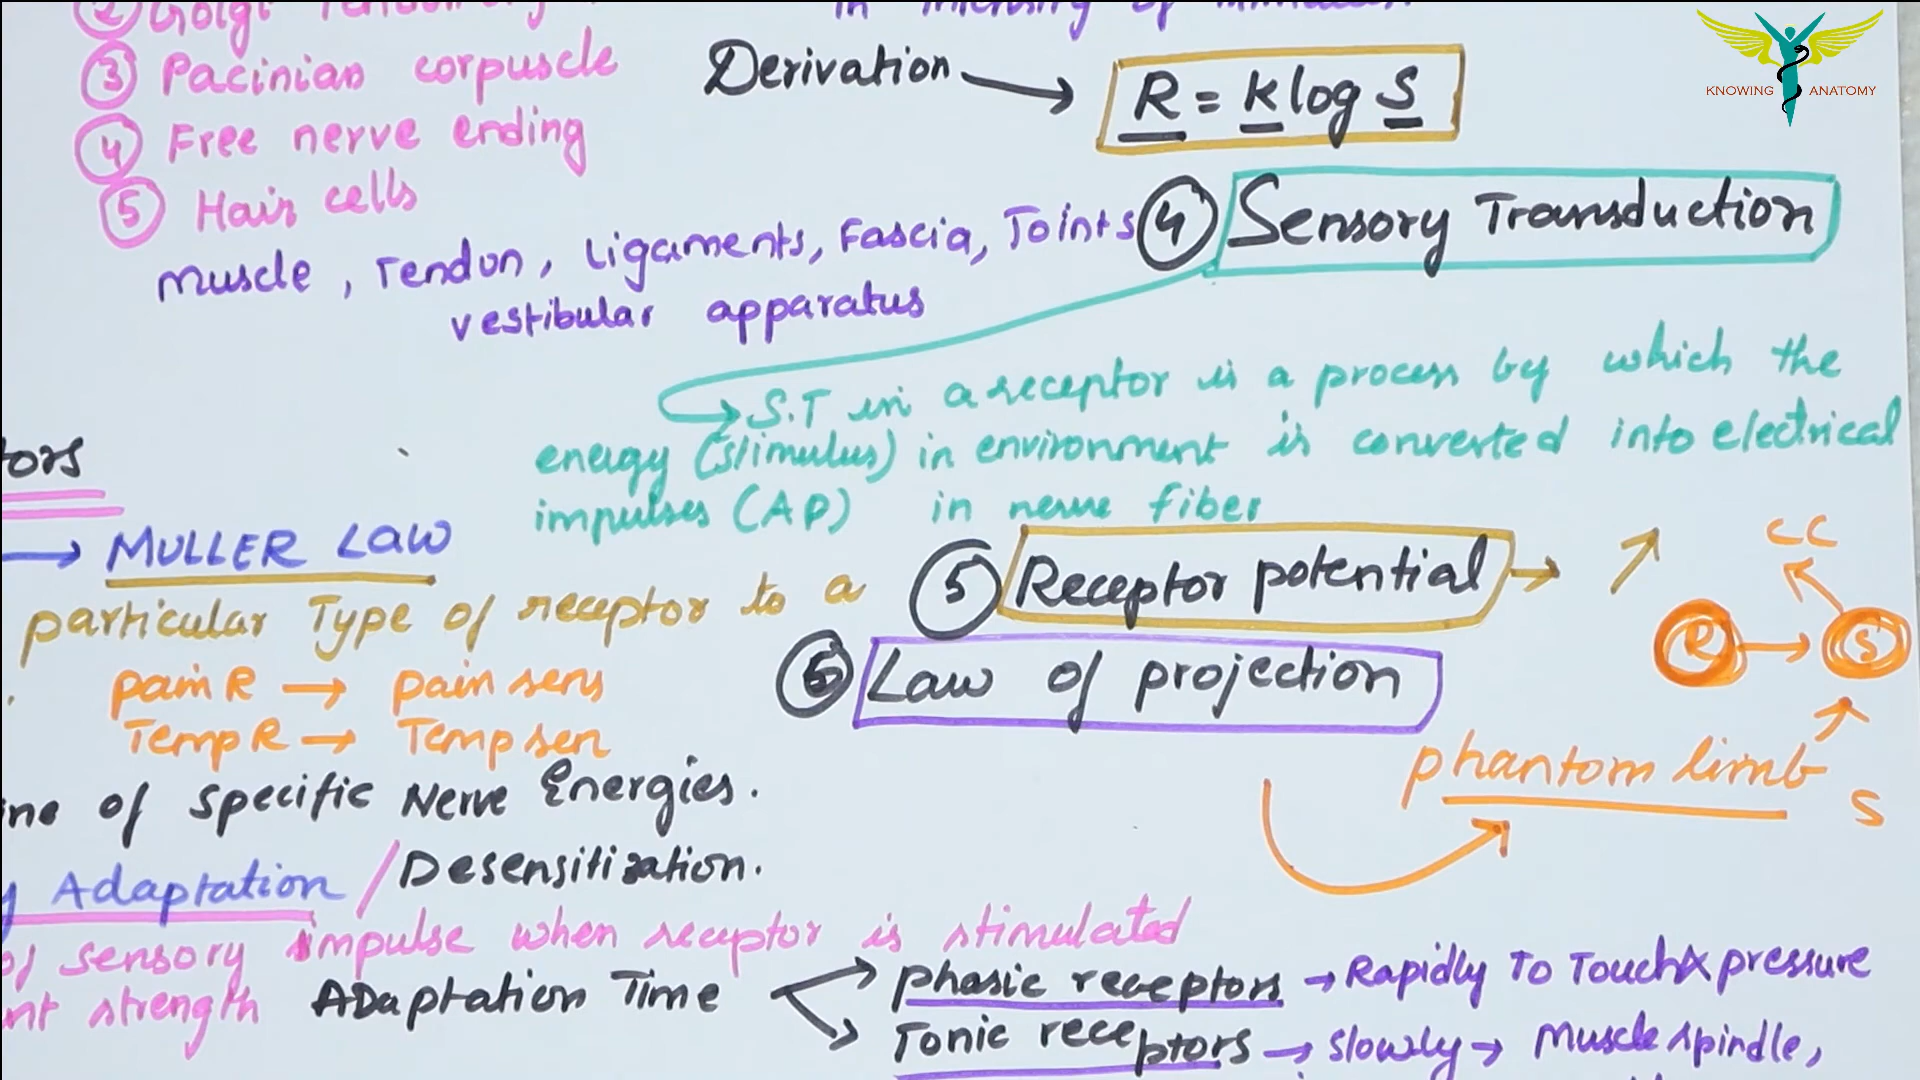 ② Golgi
in intensity of
③ Pacinian corpuscle
Derivation → R = K log S
④ Free nerve ending
⑤ Hair cells
Muscle, Tendon, Ligaments, Fascia, Joints
vestibular apparatus
④ Sensory Transduction
S.T in a receptor is a process by which the
energy (stimulus) in environment is converted into electrical
impulses (AP) in nerve fiber
tors
→ MULLER LAW
particular Type of receptor to a
pain R → pain sens
Temp R → Temp sen
ine of specific Nerve Energies.
⑤ Receptor potential → ↗
⑥ Law of projection
CC
R → S
phantom limb
S
y Adaptation / Desensitization.
of sensory impulse when receptor is stimulated
nt strength
Adaptation Time
phasic receptors → Rapidly To Touch & pressure
Tonic receptors → slowly → Muscle spindle,
KNOWING ANATOMY